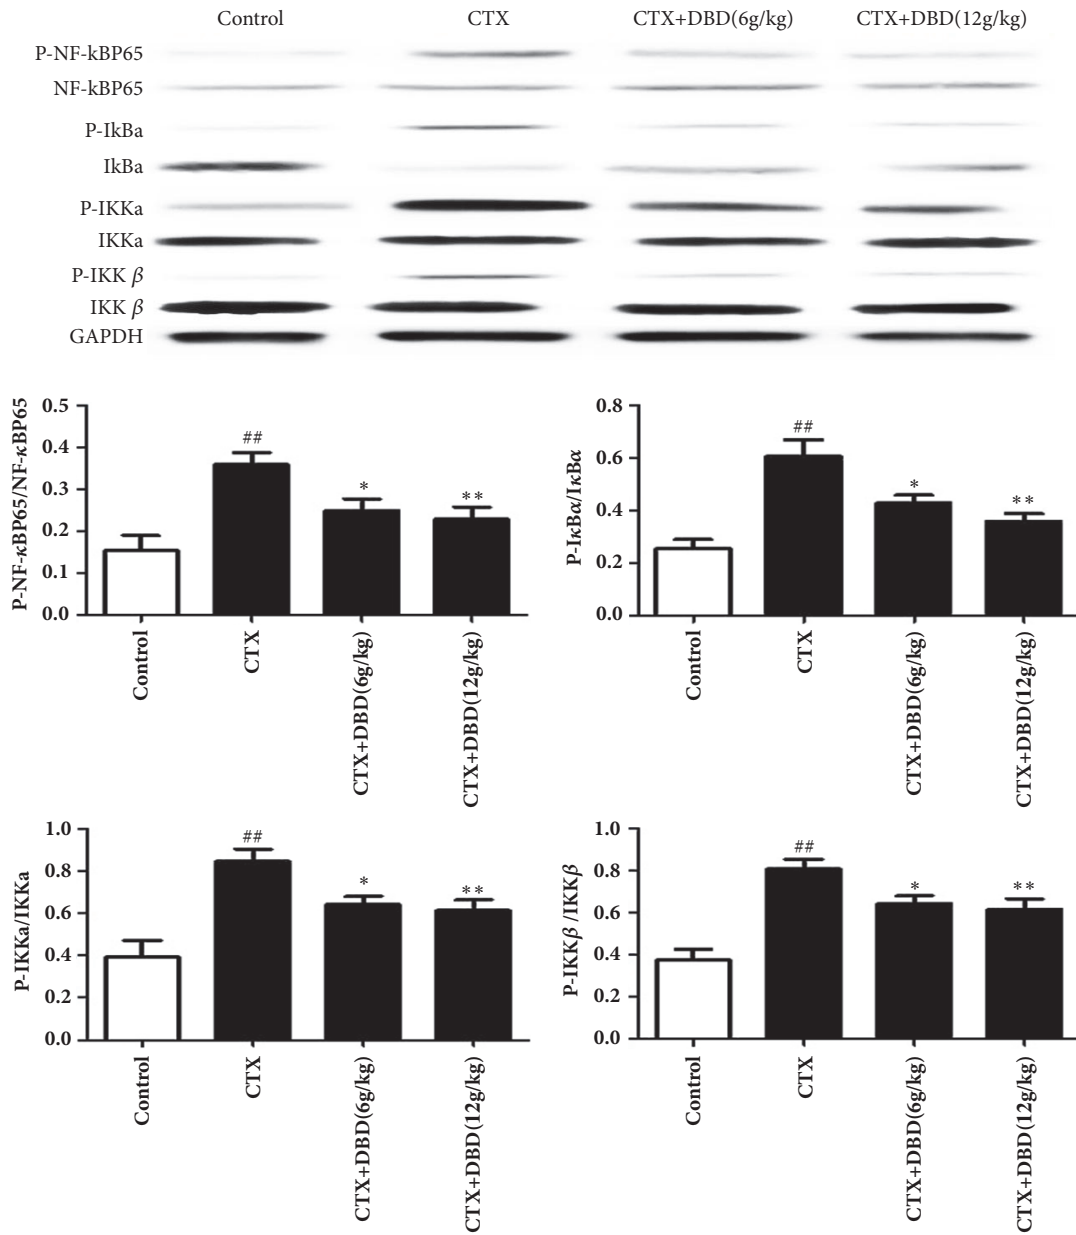 Control CTX CTX+DBD(6g/kg) CTX+DBD(12g/kg)
P-NF-kBP65
NF-kBP65
P-IkBa
IkBa
P-IKKa
IKKa
P-IKK β
IKK β
GAPDH
P-NF-κBP65/NF-κBP65
0.5
0.4
0.3
0.2
0.1
0.0
##
*
**
Control
CTX
CTX+DBD(6g/kg)
CTX+DBD(12g/kg)
P-IκBα/IκBα
0.8
0.6
0.4
0.2
0.0
##
*
**
Control
CTX
CTX+DBD(6g/kg)
CTX+DBD(12g/kg)
P-IKKa/IKKa
1.0
0.8
0.6
0.4
0.2
0.0
##
*
**
Control
CTX
CTX+DBD(6g/kg)
CTX+DBD(12g/kg)
P-IKKβ /IKKβ
1.0
0.8
0.6
0.4
0.2
0.0
##
*
**
Control
CTX
CTX+DBD(6g/kg)
CTX+DBD(12g/kg)